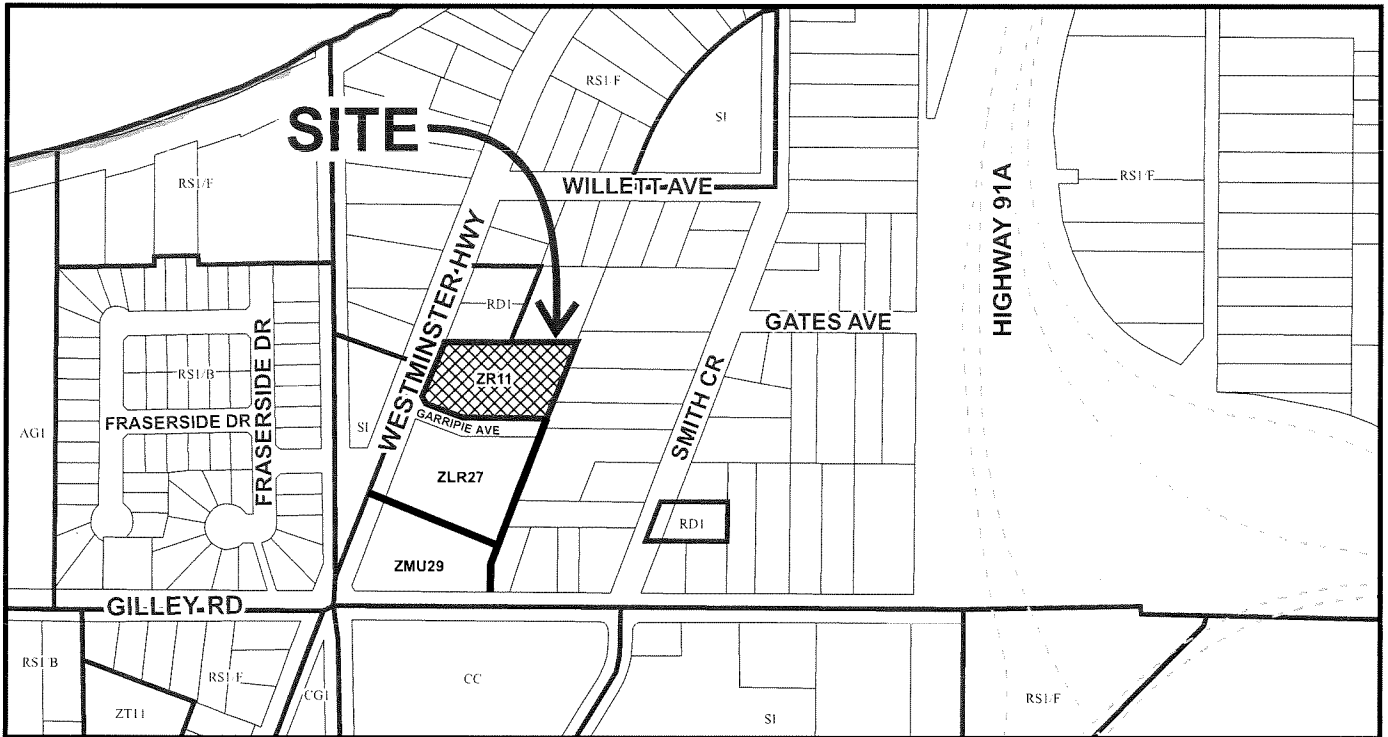 RS1/F
SI
SITE
RS1/F
WILLETT AVE
RS1/F
HIGHWAY 91A
WESTMINSTER HWY
RD1
GATES AVE
FRASERSIDE DR
RS1/B
ZR11
FRASERSIDE DR
GARRIPIE AVE
SMITH CR
AG1
SI
ZLR27
RD1
ZMU29
GILLEY RD
RS1/B
RS1/F
CG1
CC
RS1/F
ZT11
SI